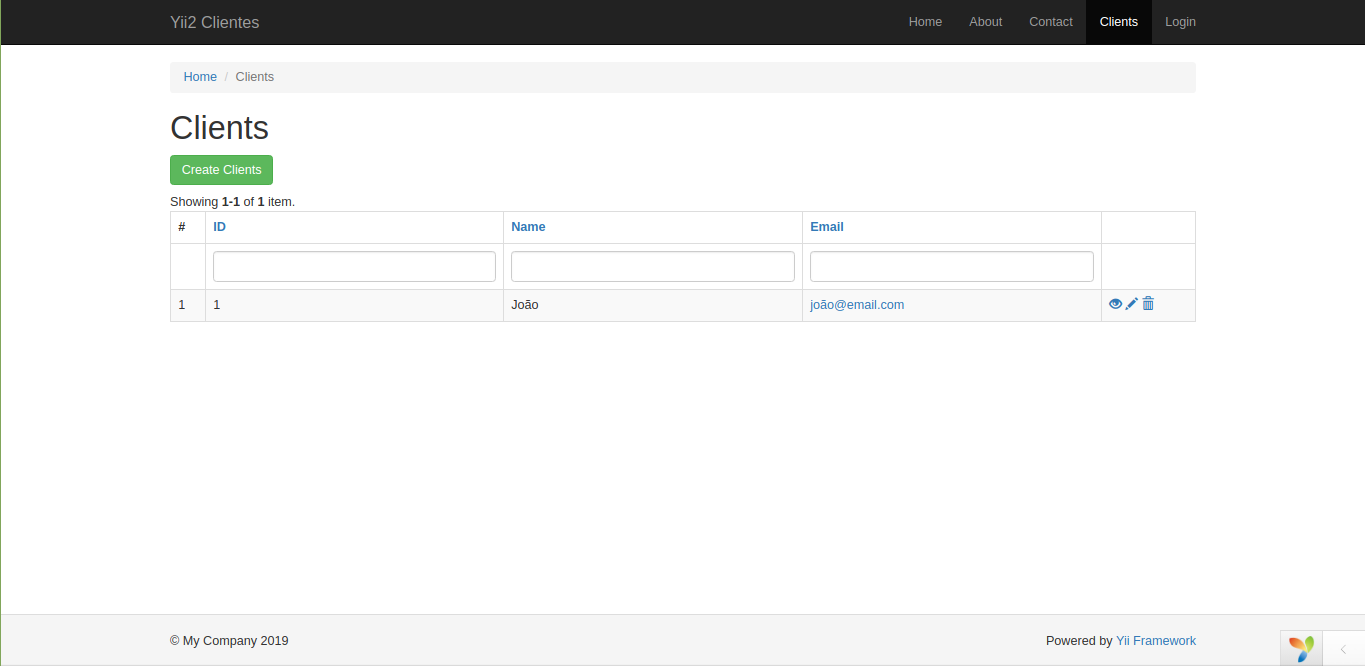 Yii2 Clientes Home About Contact Clients Login
Home / Clients
Clients
Create Clients
Showing 1-1 of 1 item.
# ID Name Email
1 1 João joão@email.com
© My Company 2019 Powered by Yii Framework